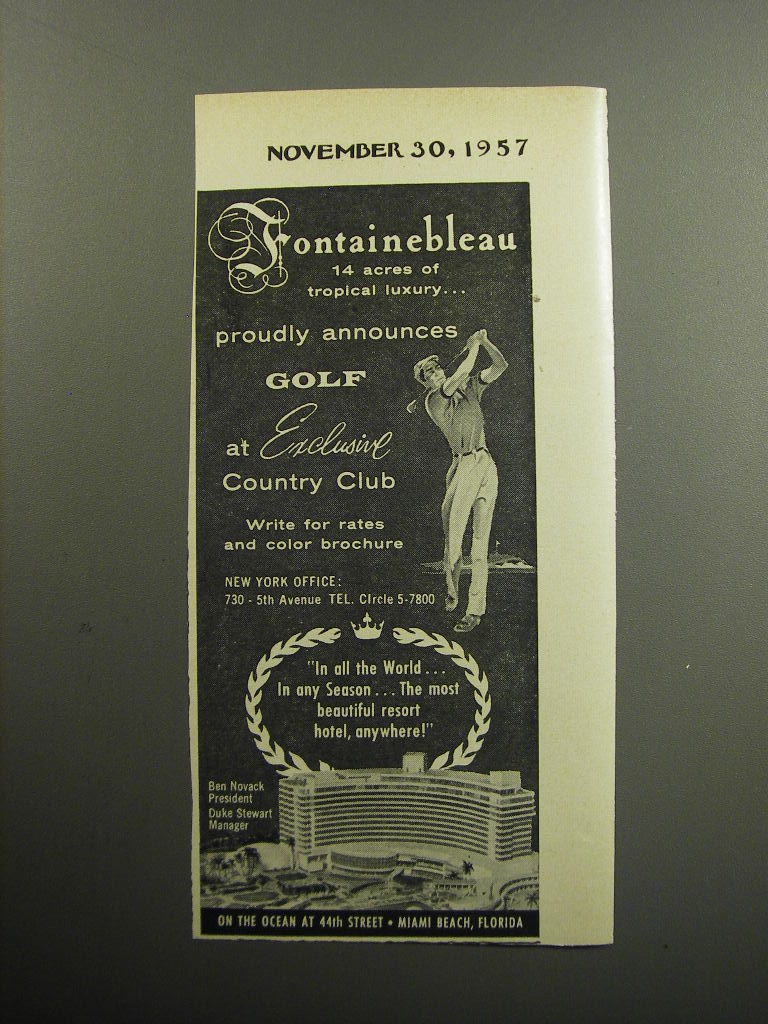 NOVEMBER 30, 1957
Fontainebleau
14 acres of
tropical luxury...
proudly announces
GOLF
at Exclusive
Country Club
Write for rates
and color brochure
NEW YORK OFFICE:
730 - 5th Avenue TEL. CIrcle 5-7800
"In all the World...
In any Season... The most
beautiful resort
hotel, anywhere!"
Ben Novack
President
Duke Stewart
Manager
ON THE OCEAN AT 44th STREET • MIAMI BEACH, FLORIDA